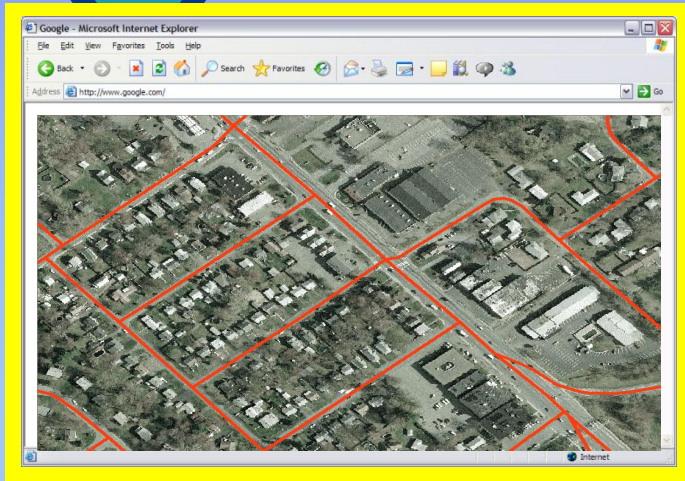 Google - Microsoft Internet Explorer
File Edit View Favorites Tools Help
Back Search Favorites
Address http://www.google.com/ Go
Internet